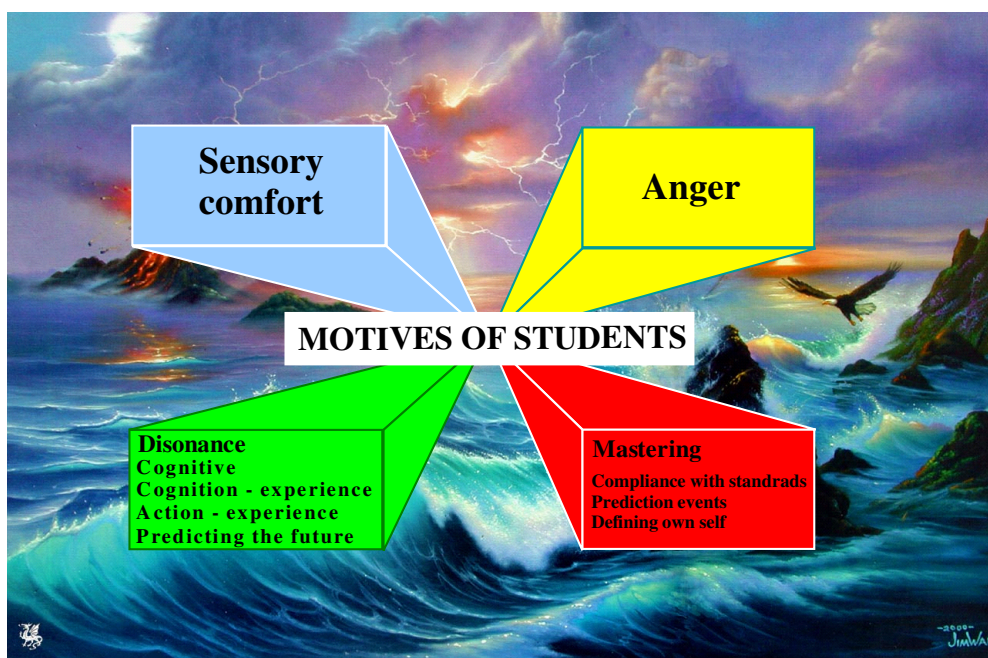 Sensory
comfort
Anger
MOTIVES OF STUDENTS
Disonance
Cognitive
Cognition - experience
Action - experience
Predicting the future
Mastering
Compliance with standrads
Prediction events
Defining own self
-2000-